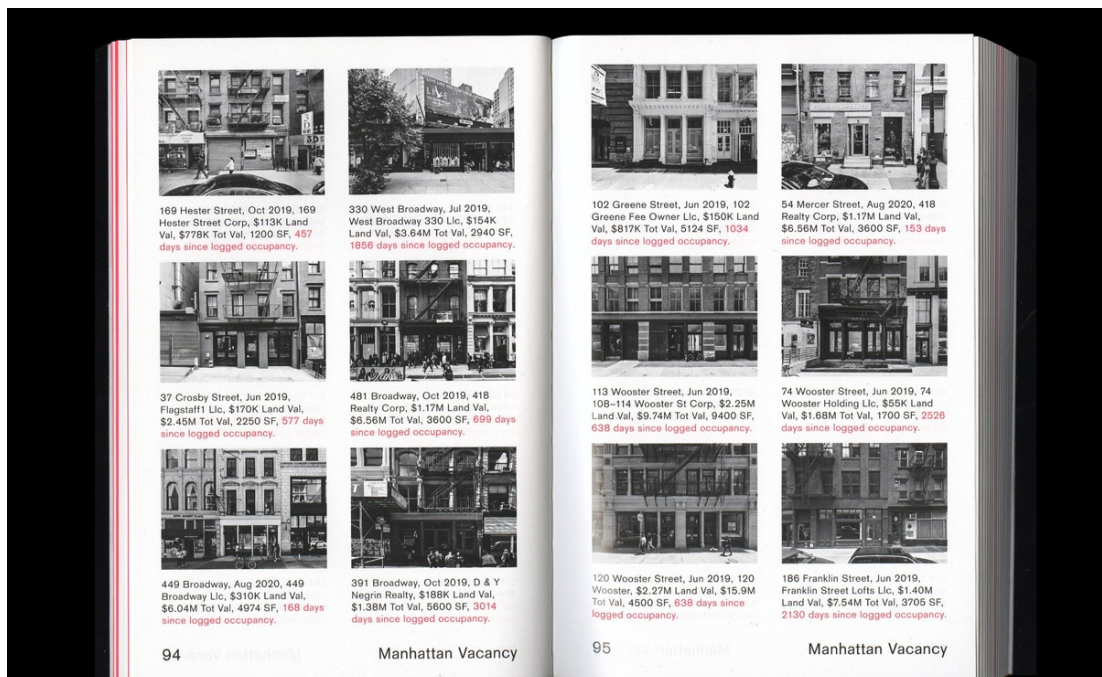 169 Hester Street, Oct 2019, 169
Hester Street Corp, $113K Land
Val, $778K Tot Val, 1200 SF, 457
days since logged occupancy.
330 West Broadway, Jul 2019,
West Broadway 330 Llc, $154K
Land Val, $3.64M Tot Val, 2940 SF,
1856 days since logged occupancy.
37 Crosby Street, Jun 2019,
Flagstaff1 Llc, $170K Land Val,
$2.45M Tot Val, 2250 SF, 577 days
since logged occupancy.
481 Broadway, Oct 2019, 418
Realty Corp, $1.17M Land Val,
$6.56M Tot Val, 3600 SF, 699 days
since logged occupancy.
449 Broadway, Aug 2020, 449
Broadway Llc, $310K Land Val,
$6.04M Tot Val, 4974 SF, 168 days
since logged occupancy.
391 Broadway, Oct 2019, D & Y
Negrin Realty, $188K Land Val,
$1.38M Tot Val, 5600 SF, 3014
days since logged occupancy.
94
Manhattan Vacancy
102 Greene Street, Jun 2019, 102
Greene Fee Owner Llc, $150K Land
Val, $817K Tot Val, 5124 SF, 1034
days since logged occupancy.
54 Mercer Street, Aug 2020, 418
Realty Corp, $1.17M Land Val,
$6.56M Tot Val, 3600 SF, 153 days
since logged occupancy.
113 Wooster Street, Jun 2019,
108–114 Wooster St Corp, $2.25M
Land Val, $9.74M Tot Val, 9400 SF,
638 days since logged occupancy.
74 Wooster Street, Jun 2019, 74
Wooster Holding Llc, $55K Land
Val, $1.68M Tot Val, 1700 SF, 2526
days since logged occupancy.
120 Wooster Street, Jun 2019, 120
Wooster, $2.27M Land Val, $15.9M
Tot Val, 4500 SF, 638 days since
logged occupancy.
186 Franklin Street, Jun 2019,
Franklin Street Lofts Llc, $1.40M
Land Val, $7.54M Tot Val, 3705 SF,
2130 days since logged occupancy.
95
Manhattan Vacancy